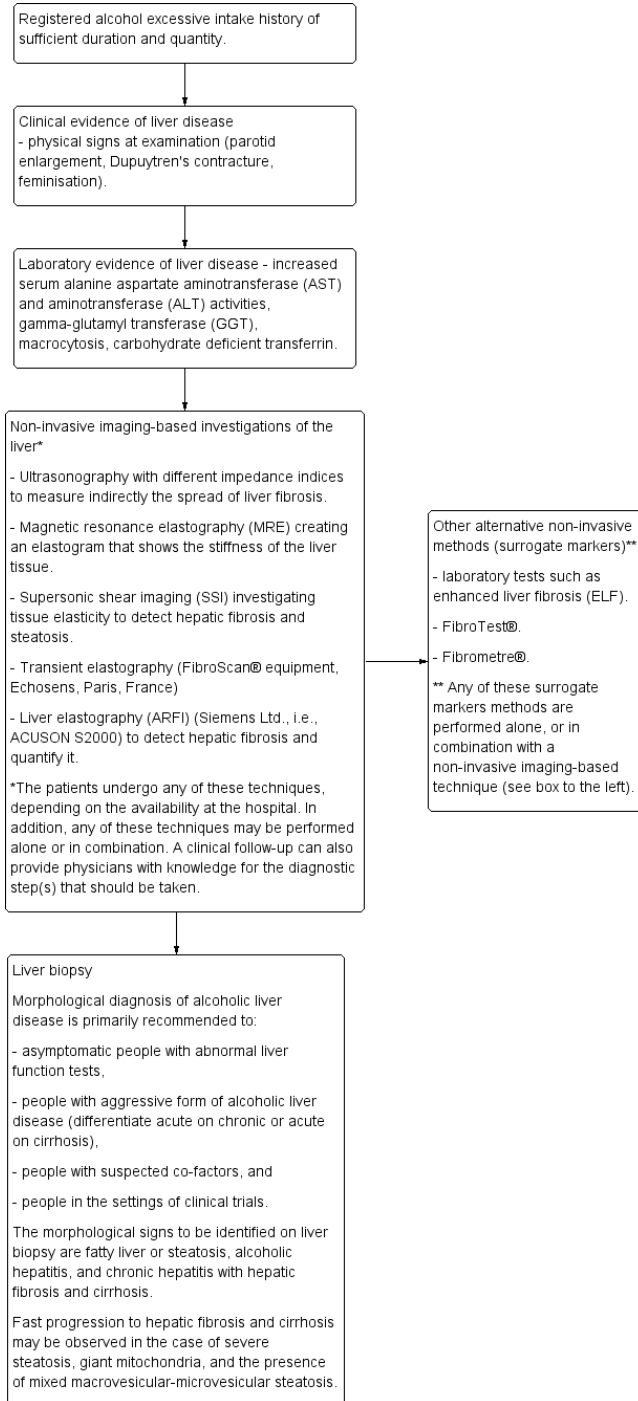 Registered alcohol excessive intake history of
sufficient duration and quantity.
Clinical evidence of liver disease
- physical signs at examination (parotid
enlargement, Dupuytren's contracture,
feminisation).
Laboratory evidence of liver disease - increased
serum alanine aspartate aminotransferase (AST)
and aminotransferase (ALT) activities,
gamma-glutamyl transferase (GGT),
macrocytosis, carbohydrate deficient transferrin.
Non-invasive imaging-based investigations of the
liver*
- Ultrasonography with different impedance indices
to measure indirectly the spread of liver fibrosis.
- Magnetic resonance elastography (MRE) creating
an elastogram that shows the stiffness of the liver
tissue.
- Supersonic shear imaging (SSI) investigating
tissue elasticity to detect hepatic fibrosis and
steatosis.
- Transient elastography (FibroScan® equipment,
Echosens, Paris, France)
- Liver elastography (ARFI) (Siemens Ltd., i.e.,
ACUSON S2000) to detect hepatic fibrosis and
quantify it.
*The patients undergo any of these techniques,
depending on the availability at the hospital. In
addition, any of these techniques may be performed
alone or in combination. A clinical follow-up can also
provide physicians with knowledge for the diagnostic
step(s) that should be taken.
Other alternative non-invasive
methods (surrogate markers)**
- laboratory tests such as
enhanced liver fibrosis (ELF).
- FibroTest®.
- Fibrometre®.
** Any of these surrogate
markers methods are
performed alone, or in
combination with a
non-invasive imaging-based
technique (see box to the left).
Liver biopsy
Morphological diagnosis of alcoholic liver
disease is primarily recommended to:
- asymptomatic people with abnormal liver
function tests,
- people with aggressive form of alcoholic liver
disease (differentiate acute on chronic or acute
on cirrhosis),
- people with suspected co-factors, and
- people in the settings of clinical trials.
The morphological signs to be identified on liver
biopsy are fatty liver or steatosis, alcoholic
hepatitis, and chronic hepatitis with hepatic
fibrosis and cirrhosis.
Fast progression to hepatic fibrosis and cirrhosis
may be observed in the case of severe
steatosis, giant mitochondria, and the presence
of mixed macrovesicular-microvesicular steatosis.